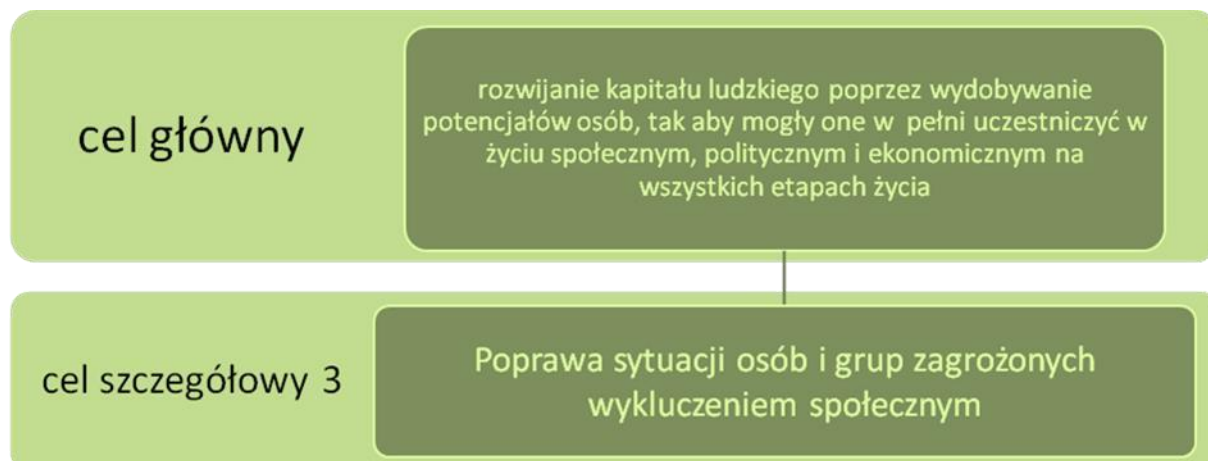 cel główny
rozwijanie kapitału ludzkiego poprzez wydobywanie
potencjałów osób, tak aby mogły one w pełni uczestniczyć w
życiu społecznym, politycznym i ekonomicznym na
wszystkich etapach życia
cel szczegółowy 3
Poprawa sytuacji osób i grup zagrożonych
wykluczeniem społecznym